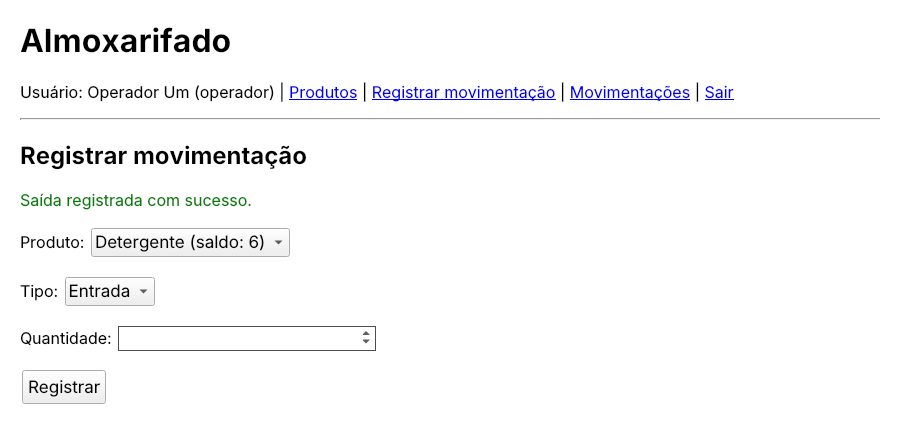 Almoxarifado
Usuário: Operador Um (operador) | Produtos | Registrar movimentação | Movimentações | Sair
Registrar movimentação
Saída registrada com sucesso.
Produto: Detergente (saldo: 6)
Tipo: Entrada
Quantidade:
Registrar